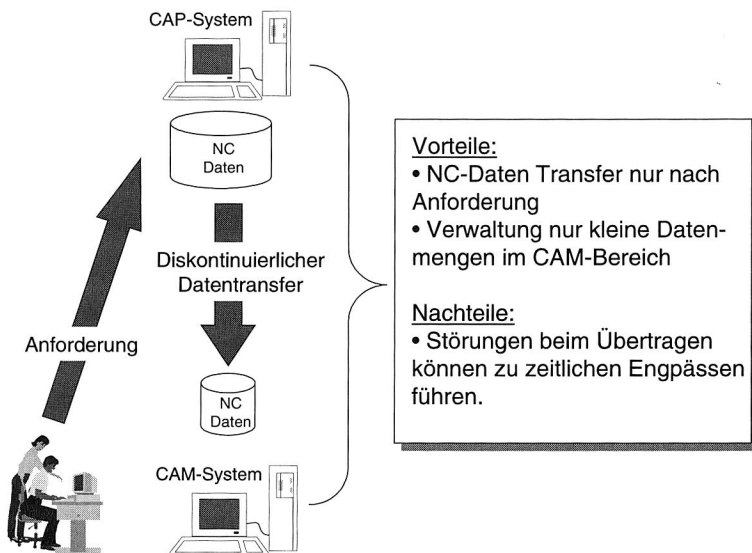 CAP-System
NC
Daten
Diskontinuierlicher
Datentransfer
Anforderung
NC
Daten
CAM-System
Vorteile:
• NC-Daten Transfer nur nach
Anforderung
• Verwaltung nur kleine Daten-
mengen im CAM-Bereich
Nachteile:
• Störungen beim Übertragen
können zu zeitlichen Engpässen
führen.